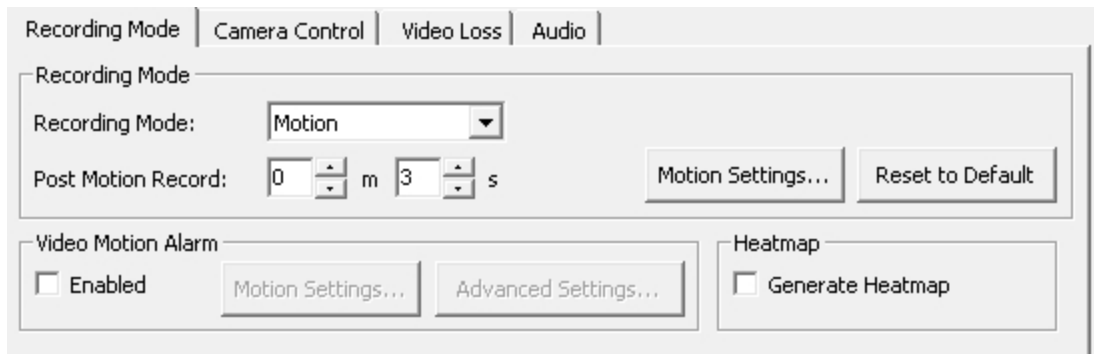 Recording Mode Camera Control Video Loss Audio
Recording Mode
Recording Mode: Motion
Post Motion Record: 0 m 3 s Motion Settings... Reset to Default
Video Motion Alarm Heatmap
Enabled Motion Settings... Advanced Settings... Generate Heatmap